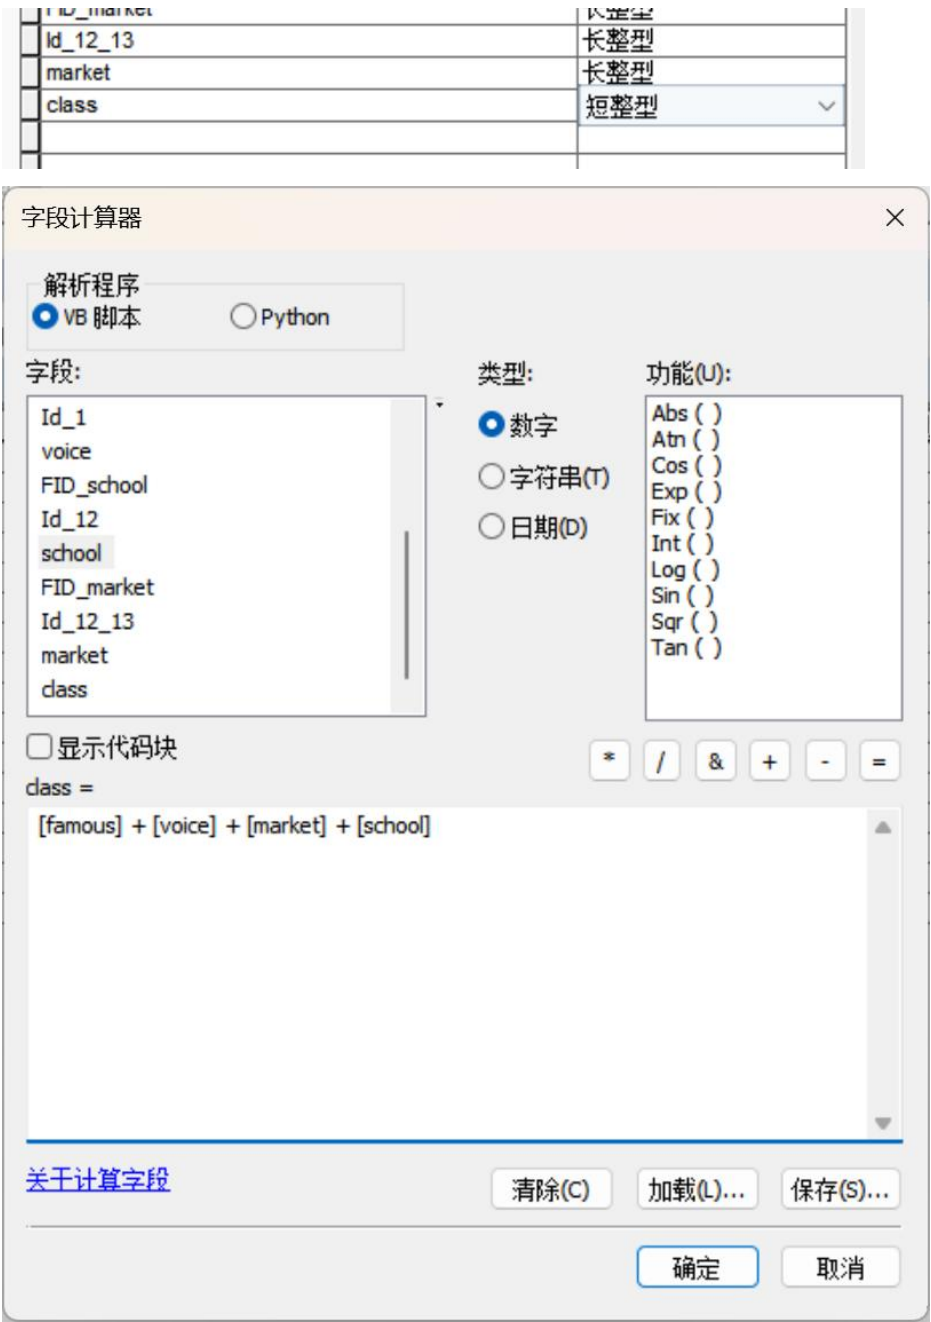 FID_market 长整型
Id_12_13 长整型
market 长整型
class 短整型
字段计算器
解析程序
VB 脚本 Python
字段: 类型: 功能(U):
Id_1
voice
FID_school
Id_12
school
FID_market
Id_12_13
market
class
数字
字符串(T)
日期(D)
Abs ( )
Atn ( )
Cos ( )
Exp ( )
Fix ( )
Int ( )
Log ( )
Sin ( )
Sqr ( )
Tan ( )
显示代码块
* / & + - =
class =
[famous] + [voice] + [market] + [school]
关于计算字段
清除(C) 加载(L)... 保存(S)...
确定 取消